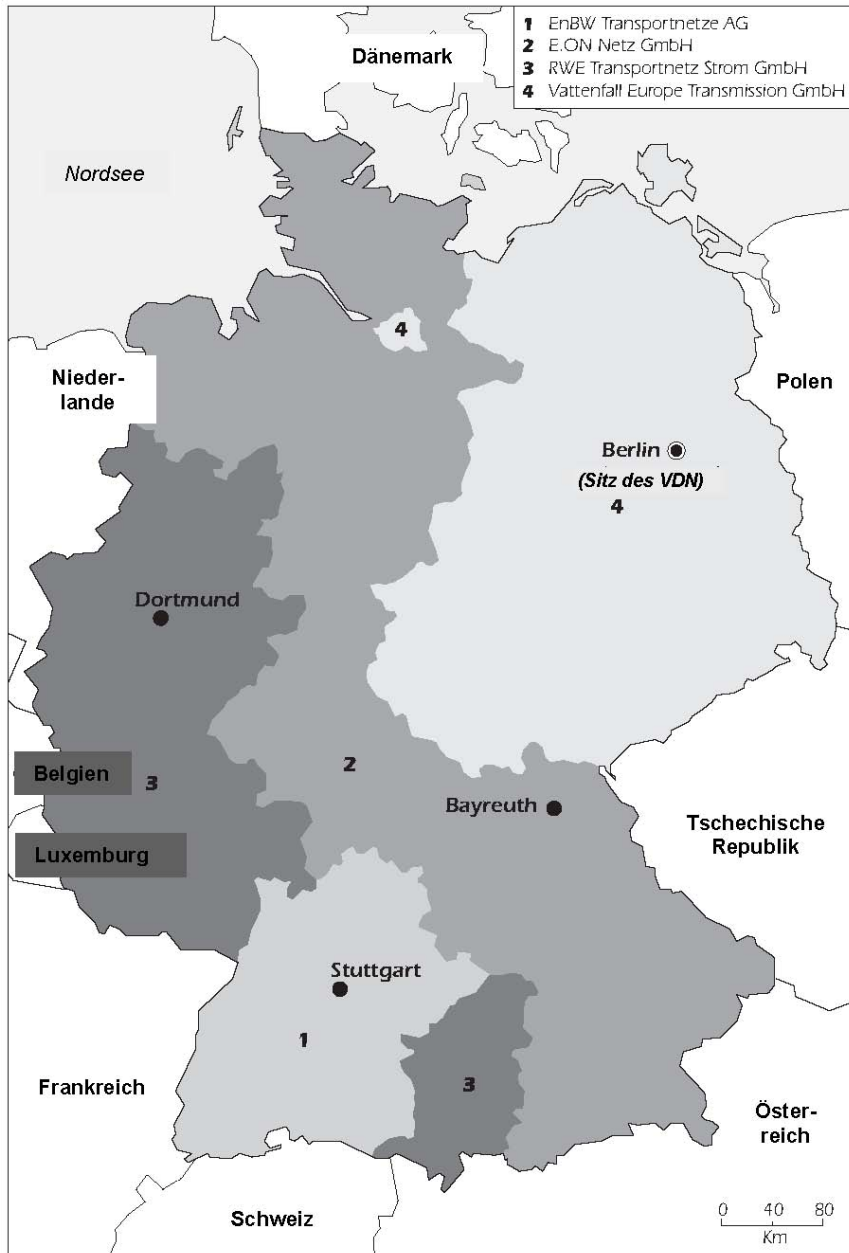 1 EnBW Transportnetze AG
2 E.ON Netz GmbH
3 RWE Transportnetz Strom GmbH
4 Vattenfall Europe Transmission GmbH
Dänemark
Nordsee
4
Nieder-
lande
Polen
Berlin
(Sitz des VDN)
4
Dortmund
Belgien
3
2
Bayreuth
Tschechische
Republik
Luxemburg
Stuttgart
1
3
Frankreich
Öster-
reich
Schweiz
0 40 80
Km